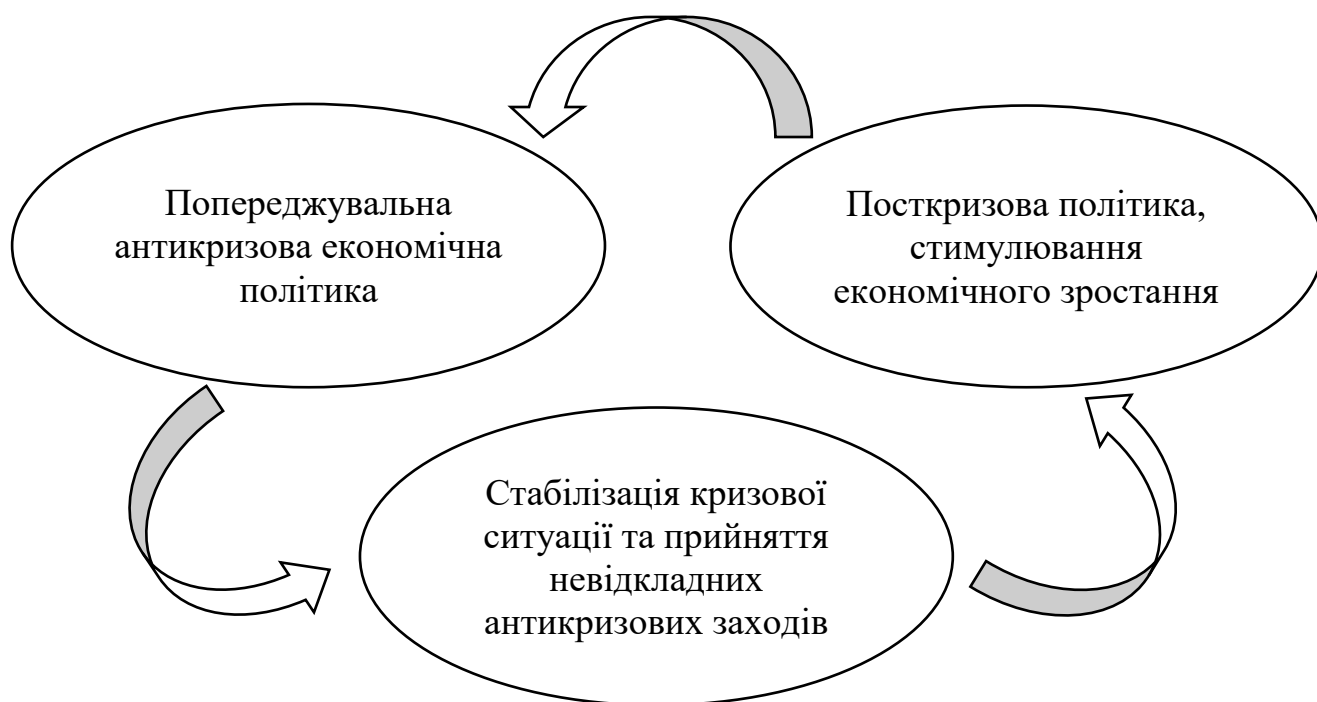 Попереджувальна
антикризова економічна
політика
Посткризова політика,
стимулювання
економічного зростання
Стабілізація кризової
ситуації та прийняття
невідкладних
антикризових заходів